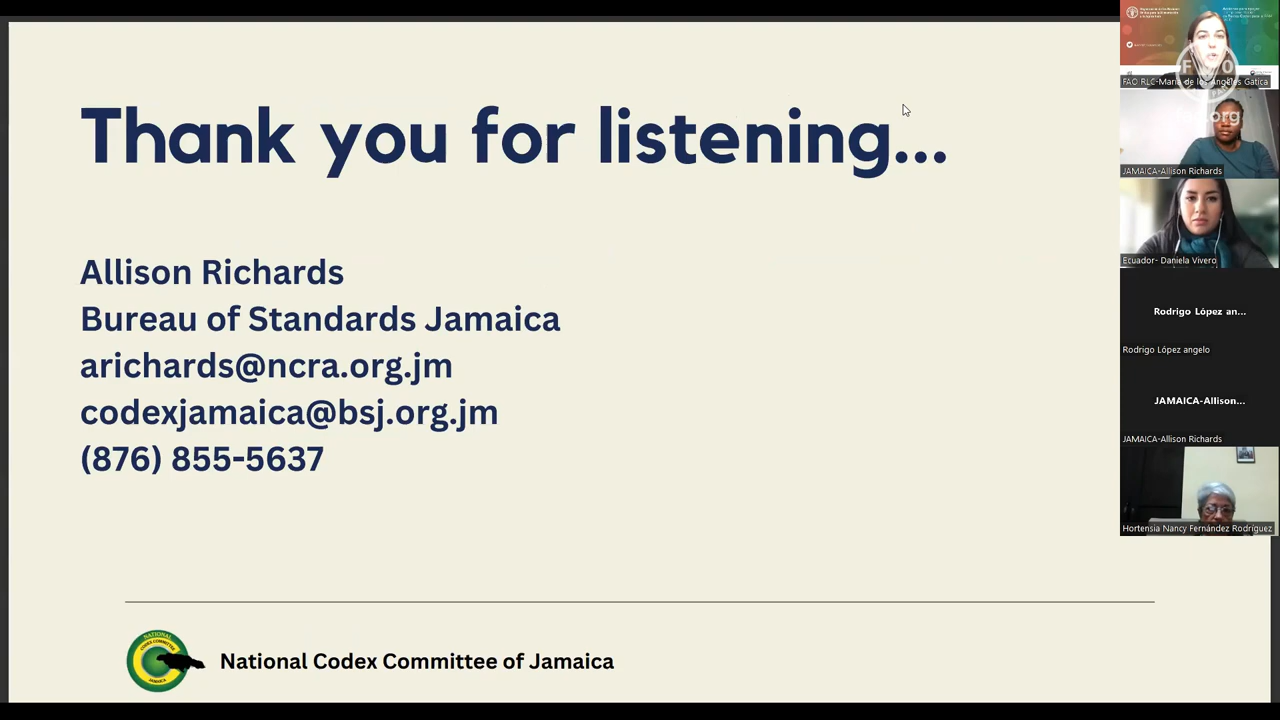 Thank you for listening...
Allison Richards
Bureau of Standards Jamaica
arichards@ncra.org.jm
codexjamaica@bsj.org.jm
(876) 855-5637
National Codex Committee of Jamaica
FAO RLC-María de los Ángeles Gatica
JAMAICA-Allison Richards
Ecuador- Daniela Vivero
Rodrigo López an...
Rodrigo López angelo
JAMAICA-Allison...
JAMAICA-Allison Richards
Hortensia Nancy Fernández Rodríguez